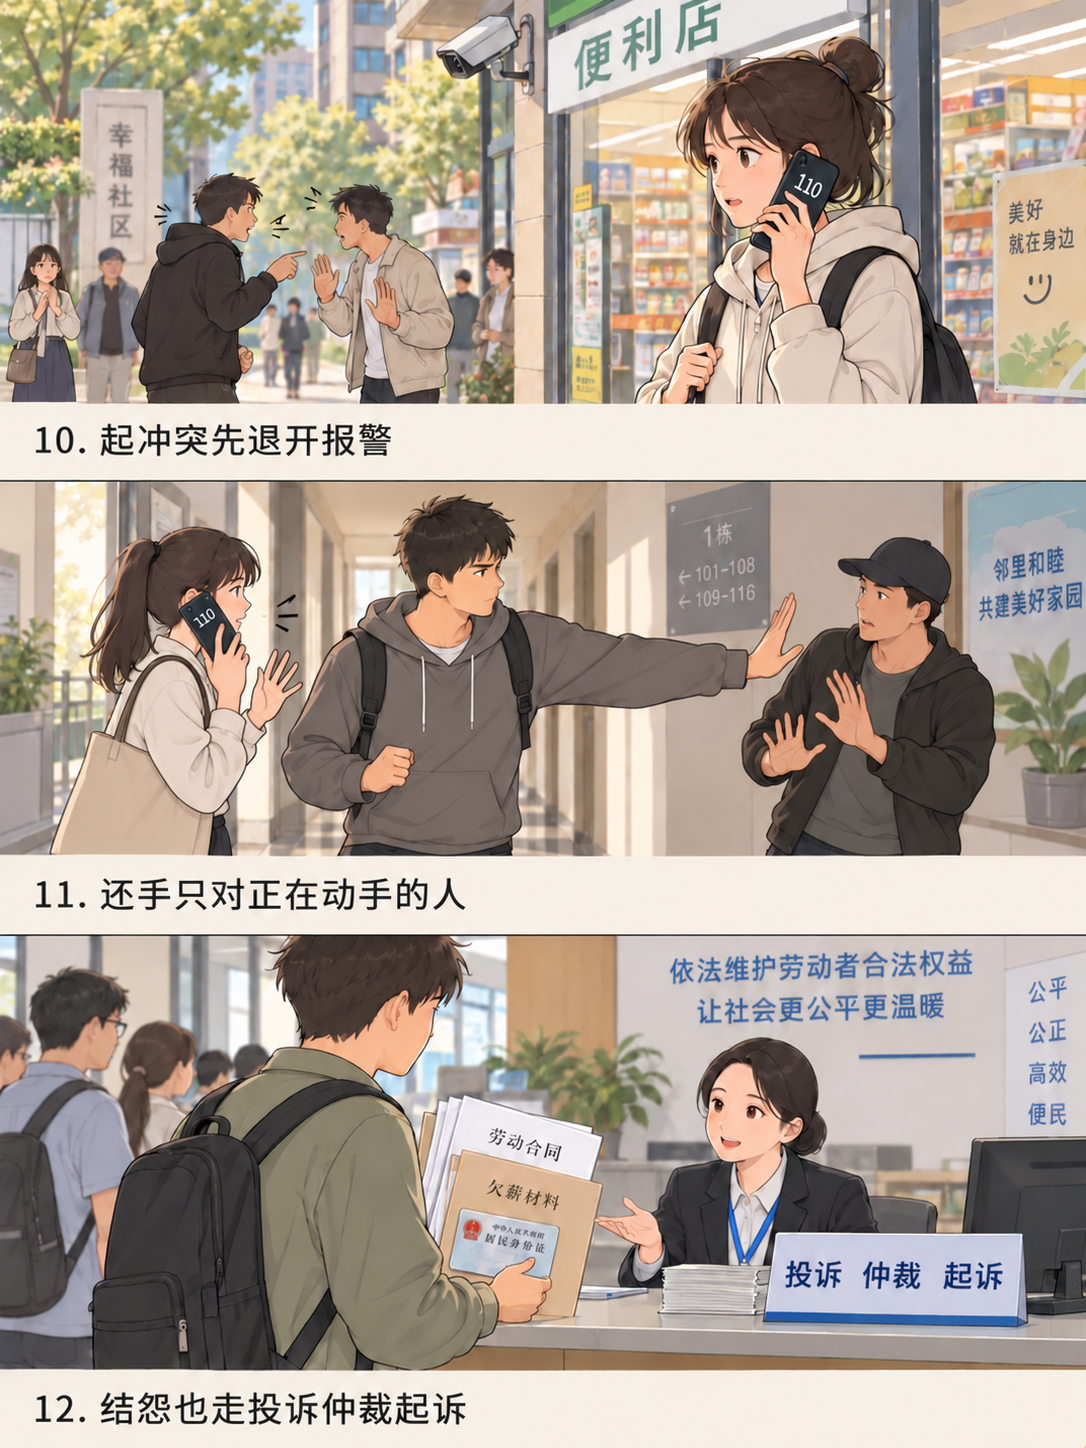 便利店
幸福社区
110
美好
就在身边
10. 起冲突先退开报警
1栋
←101-108
←109-116
邻里和睦
共建美好家园
110
11. 还手只对正在动手的人
依法维护劳动者合法权益
让社会更公平更温暖
公平
公正
高效
便民
劳动合同
欠薪材料
居民身份证
投诉 仲裁 起诉
12. 结怨也走投诉仲裁起诉